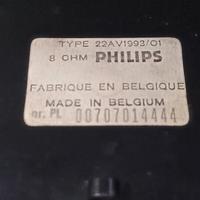 TYPE 22AV1993/01
8 OHM PHILIPS
FABRIQUE EN BELGIQUE
MADE IN BELGIUM
nr. PL 00707014444